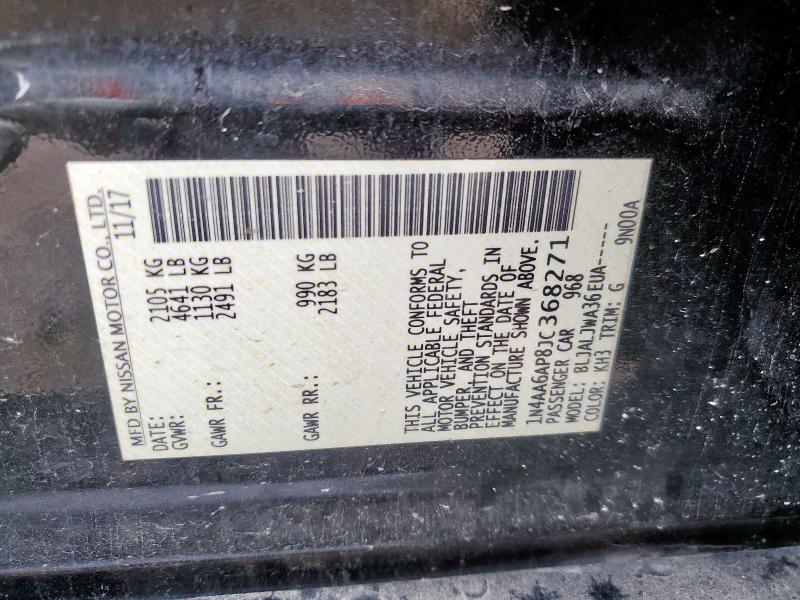 MFD BY NISSAN MOTOR CO., LTD.
DATE: 11/17
GVWR: 2105 KG
4641 LB
GAWR FR.: 1130 KG
2491 LB
GAWR RR.: 990 KG
2183 LB
THIS VEHICLE CONFORMS TO
ALL APPLICABLE FEDERAL
MOTOR VEHICLE SAFETY,
BUMPER, AND THEFT
PREVENTION STANDARDS IN
EFFECT ON THE DATE OF
MANUFACTURE SHOWN ABOVE.
1N4AA6AP8JC368271
PASSENGER CAR 968
MODEL: BLJALJWA36EUA-----
COLOR: KH3 TRIM: G 9N00A